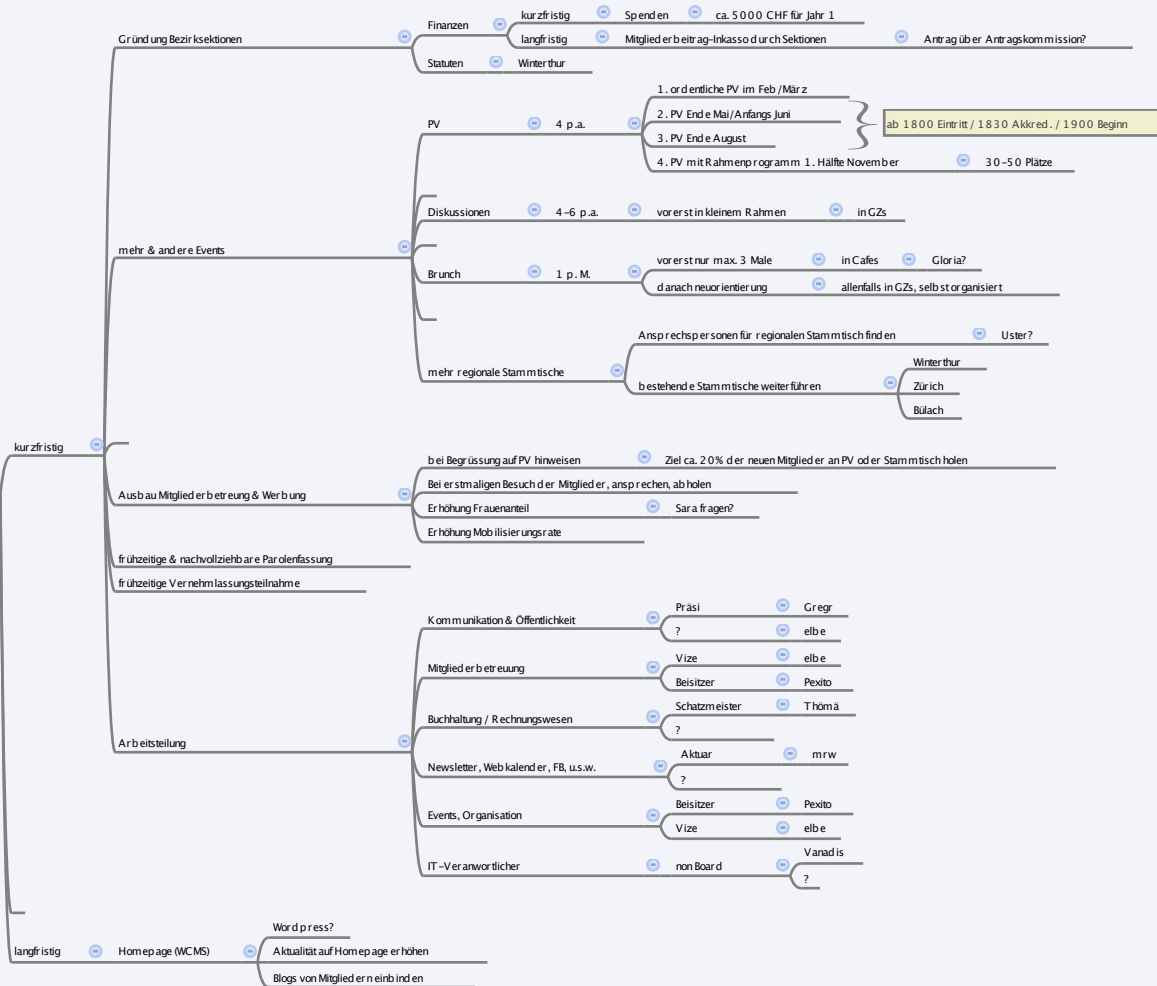 kurzfristig
Gründung Bezirksektionen
Finanzen
kurzfristig
Spenden
ca. 5000 CHF für Jahr 1
langfristig
Mitgliederbeitrag-Inkasso durch Sektionen
Antrag über Antragskommission?
Statuten
Winterthur
mehr & andere Events
PV
4 p.a.
1. ordentliche PV im Feb/März
2. PV Ende Mai/Anfangs Juni
3. PV Ende August
ab 1800 Eintritt / 1830 Akkred. / 1900 Beginn
4. PV mit Rahmenprogramm 1. Hälfte November
30-50 Plätze
Diskussionen
4-6 p.a.
vorerst in kleinem Rahmen
in GZs
Brunch
1 p.M.
vorerst nur max. 3 Male
in Cafes
Gloria?
danach neuorientierung
allenfalls in GZs, selbst organisiert
mehr regionale Stammtische
Ansprechspersonen für regionalen Stammtisch finden
Uster?
bestehende Stammtische weiterführen
Winterthur
Zürich
Bülach
Ausbau Mitgliederbetreung & Werbung
bei Begrüssung auf PV hinweisen
Ziel ca. 20% der neuen Mitglieder an PV oder Stammtisch holen
Bei erstmaligen Besuch der Mitglieder, ansprechen, abholen
Erhöhung Frauenanteil
Sara fragen?
Erhöhung Mobilisierungsrate
frühzeitige & nachvollziehbare Parolenfassung
frühzeitige Vernehmlassungsteilnahme
Arbeitsteilung
Kommunikation & Öffentlichkeit
Präsi
Gregr
?
elbe
Mitgliederbetreuung
Vize
elbe
Beisitzer
Pexito
Buchhaltung / Rechnungswesen
Schatzmeister
Thömä
?
Newsletter, Webkalender, FB, u.s.w.
Aktuar
mrw
?
Events, Organisation
Beisitzer
Pexito
Vize
elbe
IT-Veranwortlicher
non Board
Vanadis
?
langfristig
Homepage (WCMS)
Wordpress?
Aktualität auf Homepage erhöhen
Blogs von Mitgliedern einbinden